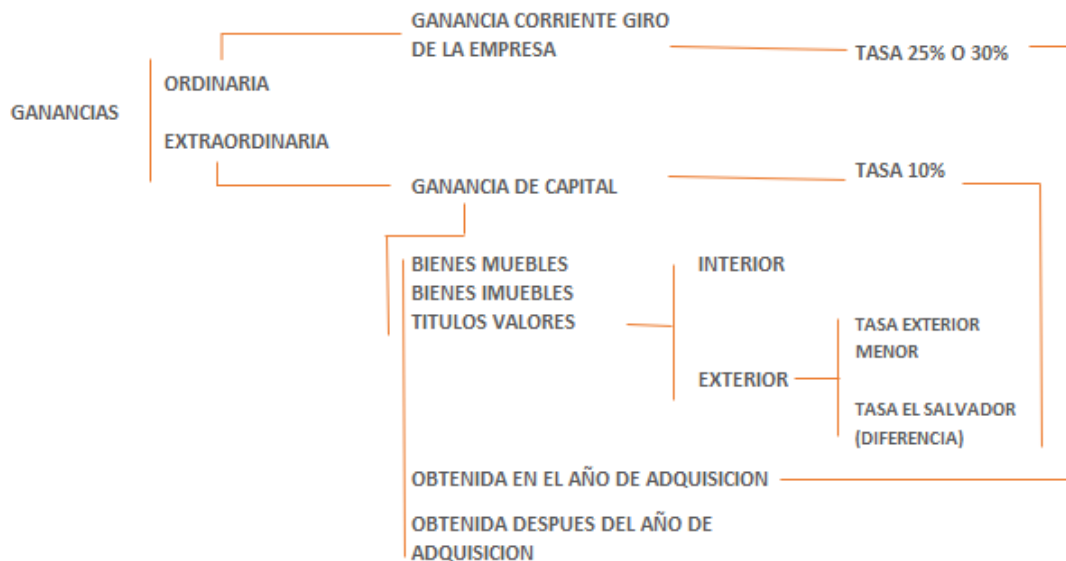 GANANCIA CORRIENTE GIRO
DE LA EMPRESA
TASA 25% O 30%
ORDINARIA
GANANCIAS
EXTRAORDINARIA
TASA 10%
GANANCIA DE CAPITAL
BIENES MUEBLES
BIENES IMUEBLES
TITULOS VALORES
INTERIOR
TASA EXTERIOR
MENOR
EXTERIOR
TASA EL SALVADOR
(DIFERENCIA)
OBTENIDA EN EL AÑO DE ADQUISICION
OBTENIDA DESPUES DEL AÑO DE
ADQUISICION